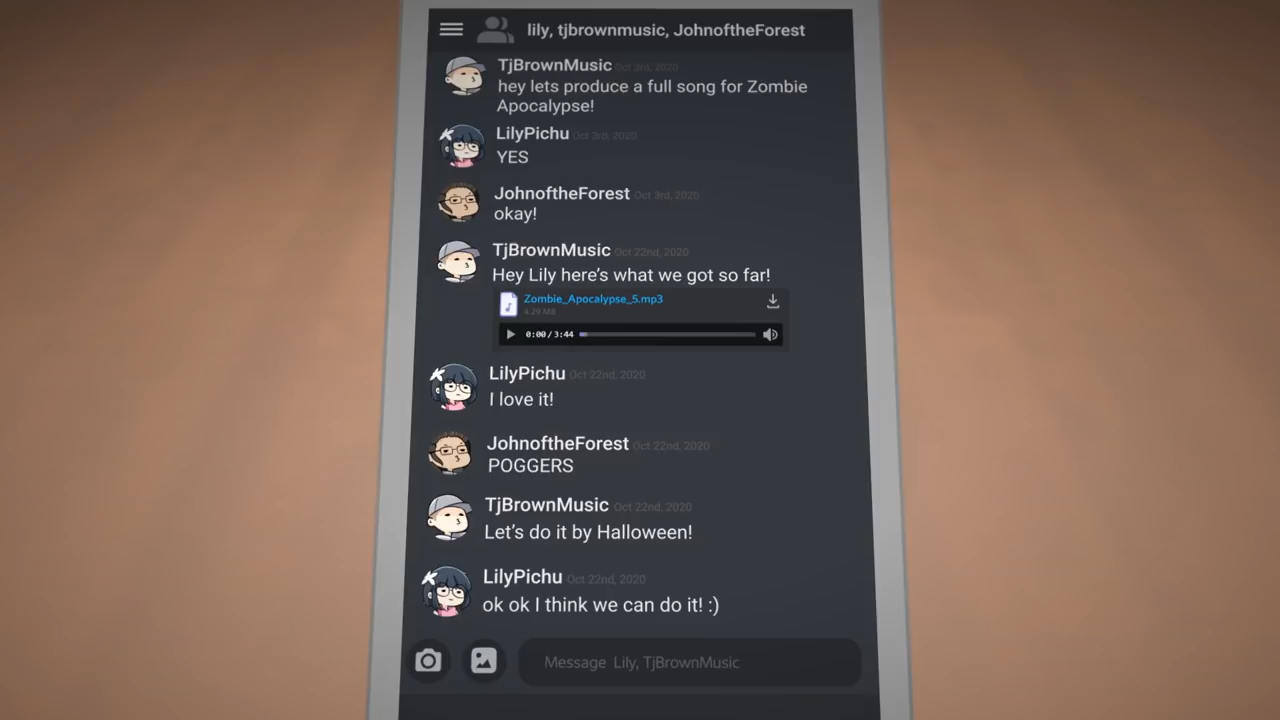 lily, tjbrownmusic, JohnoftheForest
TjBrownMusic Oct 3rd, 2020
hey lets produce a full song for Zombie
Apocalypse!
LilyPichu Oct 3rd, 2020
YES
JohnoftheForest Oct 3rd, 2020
okay!
TjBrownMusic Oct 22nd, 2020
Hey Lily here's what we got so far!
Zombie_Apocalypse_5.mp3
4.29 MB
0:00/3:44
LilyPichu Oct 22nd, 2020
I love it!
JohnoftheForest Oct 22nd, 2020
POGGERS
TjBrownMusic Oct 22nd, 2020
Let's do it by Halloween!
LilyPichu Oct 22nd, 2020
ok ok I think we can do it! :)
Message Lily, TjBrownMusic